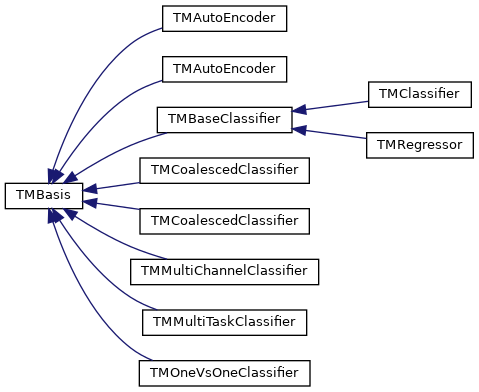 TMAutoEncoder
TMAutoEncoder
TMClassifier
TMBaseClassifier
TMRegressor
TMCoalescedClassifier
TMBasis
TMCoalescedClassifier
TMMultiChannelClassifier
TMMultiTaskClassifier
TMOneVsOneClassifier